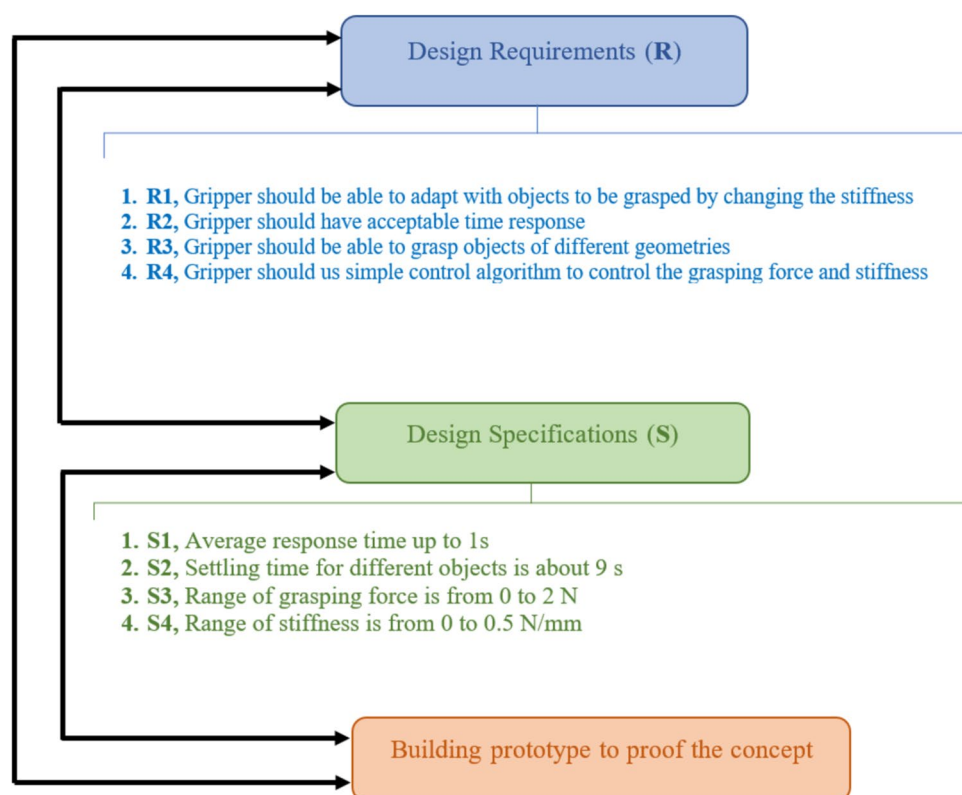 Design Requirements (R)
1. R1, Gripper should be able to adapt with objects to be grasped by changing the stiffness
2. R2, Gripper should have acceptable time response
3. R3, Gripper should be able to grasp objects of different geometries
4. R4, Gripper should us simple control algorithm to control the grasping force and stiffness
Design Specifications (S)
1. S1, Average response time up to 1s
2. S2, Settling time for different objects is about 9 s
3. S3, Range of grasping force is from 0 to 2 N
4. S4, Range of stiffness is from 0 to 0.5 N/mm
Building prototype to proof the concept